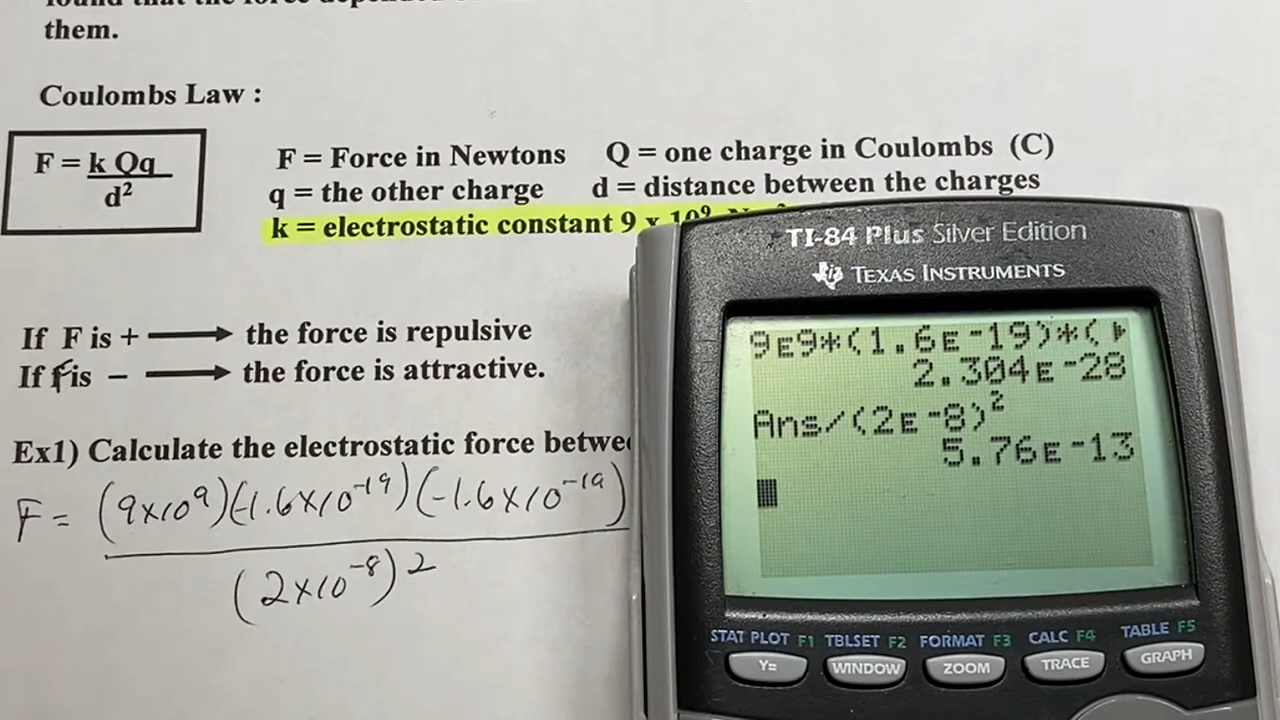 them.
Coulombs Law :
F = k Qq
d²
F = Force in Newtons Q = one charge in Coulombs (C)
q = the other charge d = distance between the charges
k = electrostatic constant 9 x 10⁹
If F is + → the force is repulsive
If F is – → the force is attractive.
Ex1) Calculate the electrostatic force
F = (9x10⁹)(-1.6x10⁻¹⁹)(-1.6x10⁻¹⁹)
(2x10⁻⁸)²
TI-84 Plus Silver Edition
TEXAS INSTRUMENTS
9E9*(1.6E-19)*(
2.304E-28
Ans/(2E-8)²
5.76E-13
STAT PLOT F1 TBLSET F2 FORMAT F3 CALC F4 TABLE F5
Y= WINDOW ZOOM TRACE GRAPH